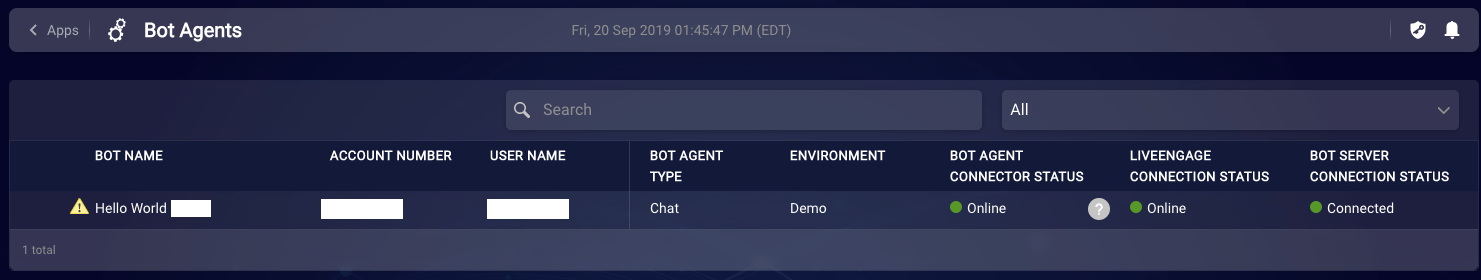 Apps
Bot Agents
Fri, 20 Sep 2019 01:45:47 PM (EDT)
Search
All
BOT NAME
ACCOUNT NUMBER
USER NAME
BOT AGENT
TYPE
ENVIRONMENT
BOT AGENT
CONNECTOR STATUS
LIVEENGAGE
CONNECTION STATUS
BOT SERVER
CONNECTION STATUS
Hello World
Chat
Demo
Online
?
Online
Connected
1 total